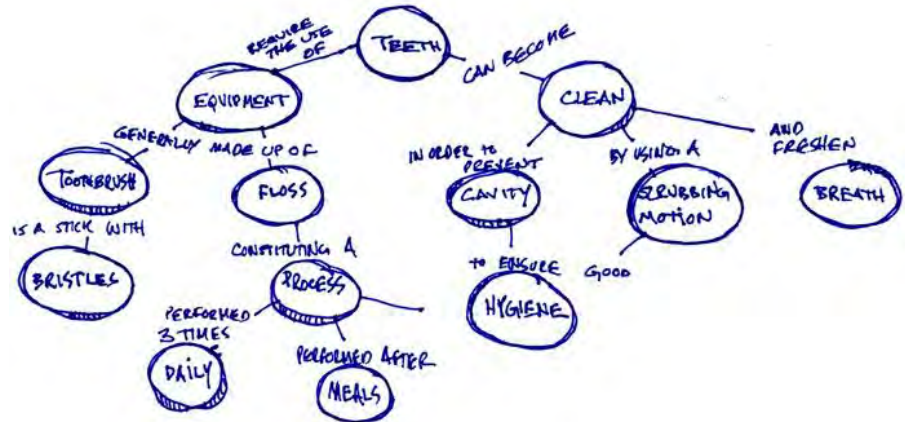 TEETH
REQUIRE
THE USE
OF
CAN BECOME
EQUIPMENT
CLEAN
GENERALLY
MADE UP OF
IN ORDER TO
PREVENT
BY USING A
AND
FRESHEN
TOOTHBRUSH
FLOSS
CAVITY
SCRUBBING
MOTION
BREATH
IS A STICK WITH
CONSTITUTING A
TO ENSURE
GOOD
BRISTLES
PROCESS
HYGIENE
PERFORMED
3 TIMES
PERFORMED AFTER
DAILY
MEALS